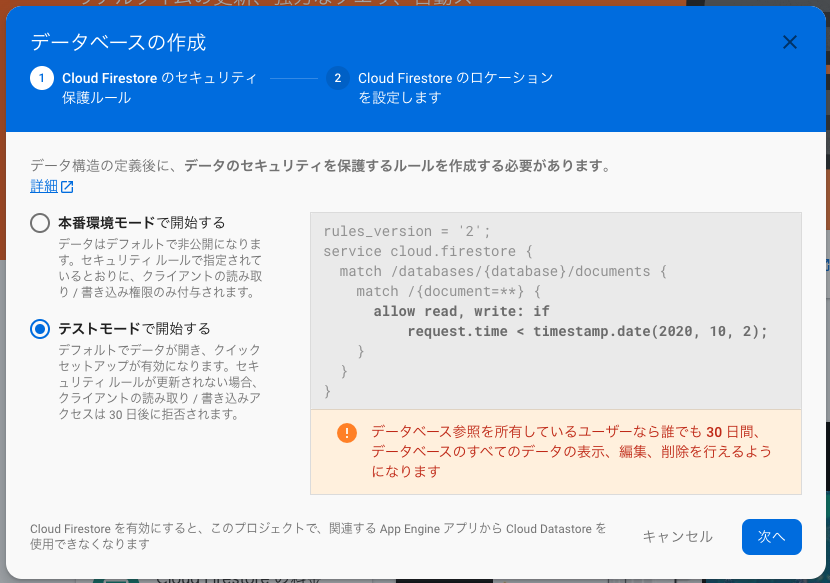 データベースの作成
1 Cloud Firestore のセキュリティ
保護ルール
2 Cloud Firestore のロケーション
を設定します
データ構造の定義後に、データのセキュリティを保護するルールを作成する必要があります。
詳細
本番環境モードで開始する
データはデフォルトで非公開になりま
す。セキュリティ ルールで指定されて
いるとおりに、クライアントの読み取
り / 書き込み権限のみ付与されます。
テストモードで開始する
デフォルトでデータが開き、クイック
セットアップが有効になります。セキ
ュリティ ルールが更新されない場合、
クライアントの読み取り / 書き込みア
クセスは 30 日後に拒否されます。
rules_version = '2';
service cloud.firestore {
match /databases/{database}/documents {
match /{document=**} {
allow read, write: if
request.time < timestamp.date(2020, 10, 2);
}
}
}
データベース参照を所有しているユーザーなら誰でも 30 日間、
データベースのすべてのデータの表示、編集、削除を行えるよう
になります
Cloud Firestore を有効にすると、このプロジェクトで、関連する App Engine アプリから Cloud Datastore を
使用できなくなります
キャンセル
次へ